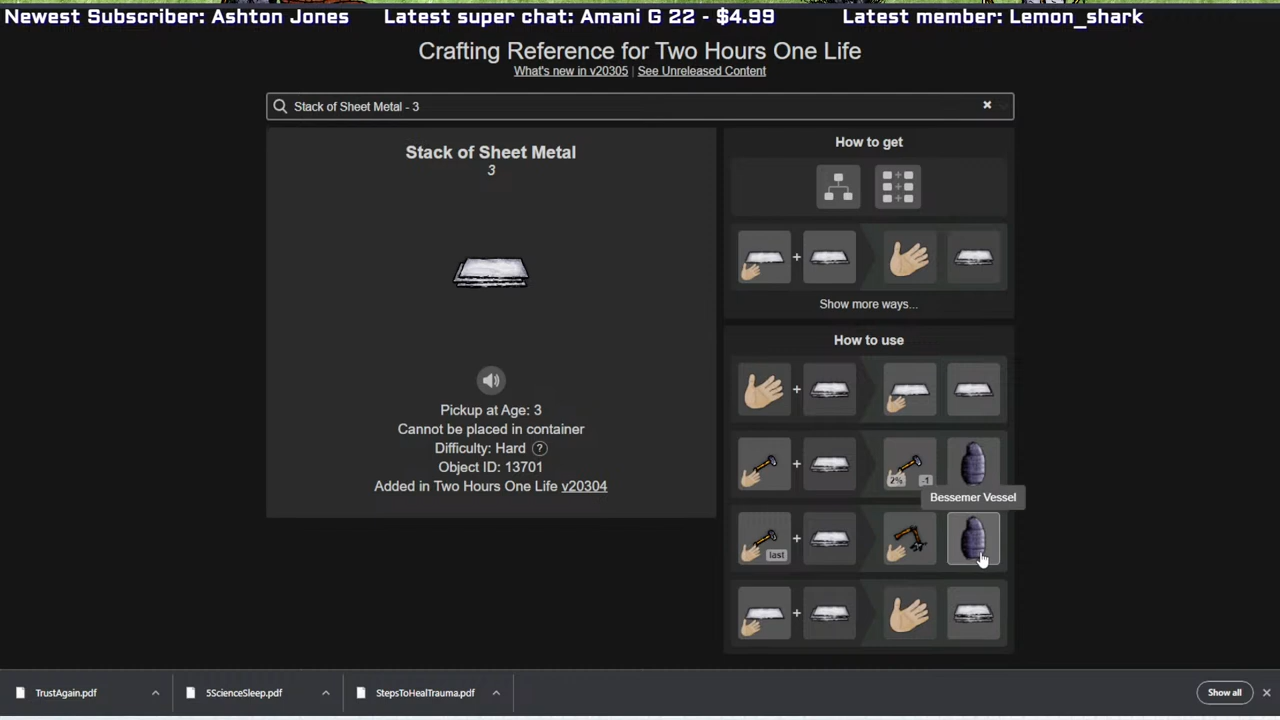 Newest Subscriber: Ashton Jones Latest super chat: Amani G 22 - $4.99 Latest member: Lemon_shark
Crafting Reference for Two Hours One Life
What's new in v20305 | See Unreleased Content
Stack of Sheet Metal - 3
Stack of Sheet Metal
3
Pickup at Age: 3
Cannot be placed in container
Difficulty: Hard ?
Object ID: 13701
Added in Two Hours One Life v20304
How to get
+
Show more ways...
How to use
+
+ 2% -1
Bessemer Vessel
last +
+
TrustAgain.pdf 5ScienceSleep.pdf StepsToHealTrauma.pdf Show all